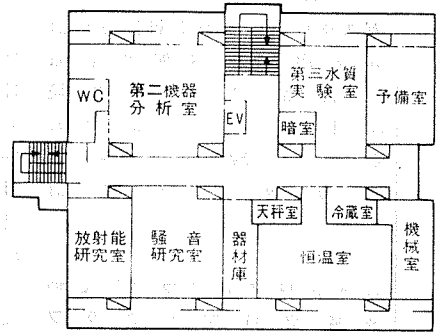 第二機器
分析室
第三水質
実験室
予備室
WC
EV
暗室
天秤室
冷蔵室
放射能
研究室
騒音
研究室
器材庫
恒温室
機械室